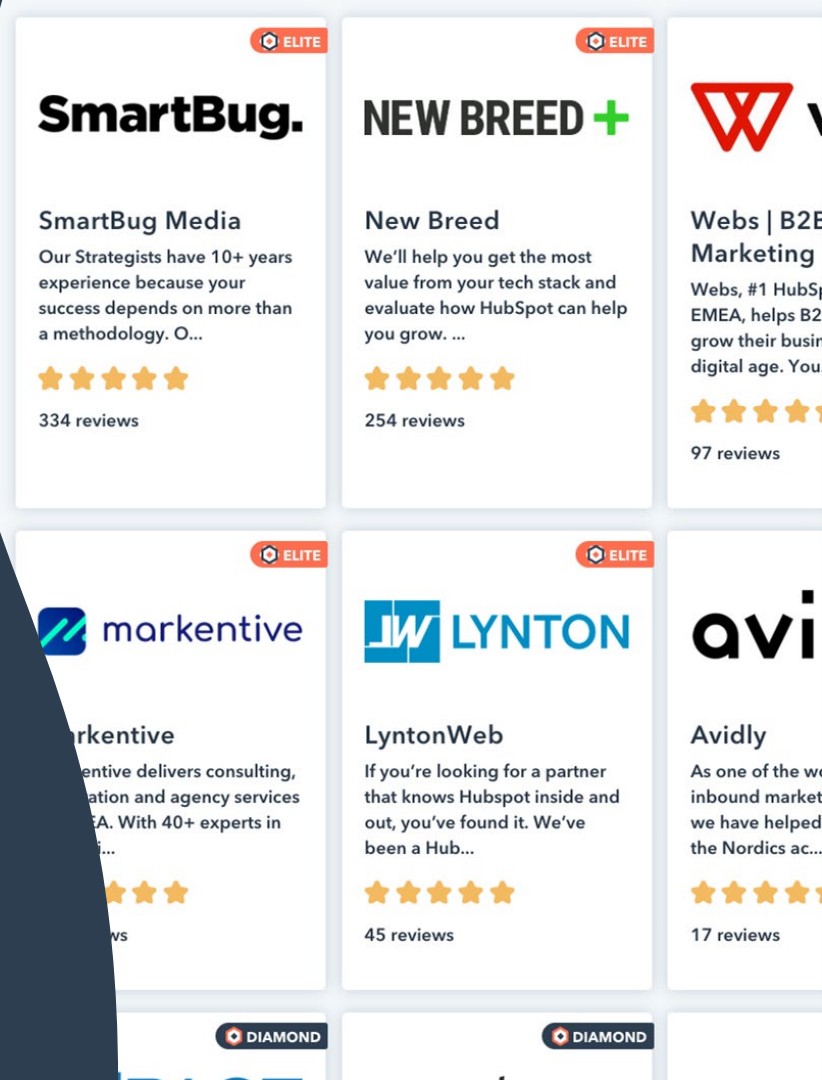 ELITE
SmartBug.
SmartBug Media
Our Strategists have 10+ years
experience because your
success depends on more than
a methodology. O...
334 reviews
ELITE
NEW BREED +
New Breed
We'll help you get the most
value from your tech stack and
evaluate how HubSpot can help
you grow. ...
254 reviews
Webs | B2B
Marketing
Webs, #1 HubSp
EMEA, helps B2
grow their busin
digital age. You
97 reviews
ELITE
markentive
rkentive
entive delivers consulting,
ation and agency services
EA. With 40+ experts in
...
ws
ELITE
LW LYNTON
LyntonWeb
If you're looking for a partner
that knows Hubspot inside and
out, you've found it. We've
been a Hub...
45 reviews
avi
Avidly
As one of the wo
inbound market
we have helped
the Nordics ac...
17 reviews
DIAMOND
DIAMOND